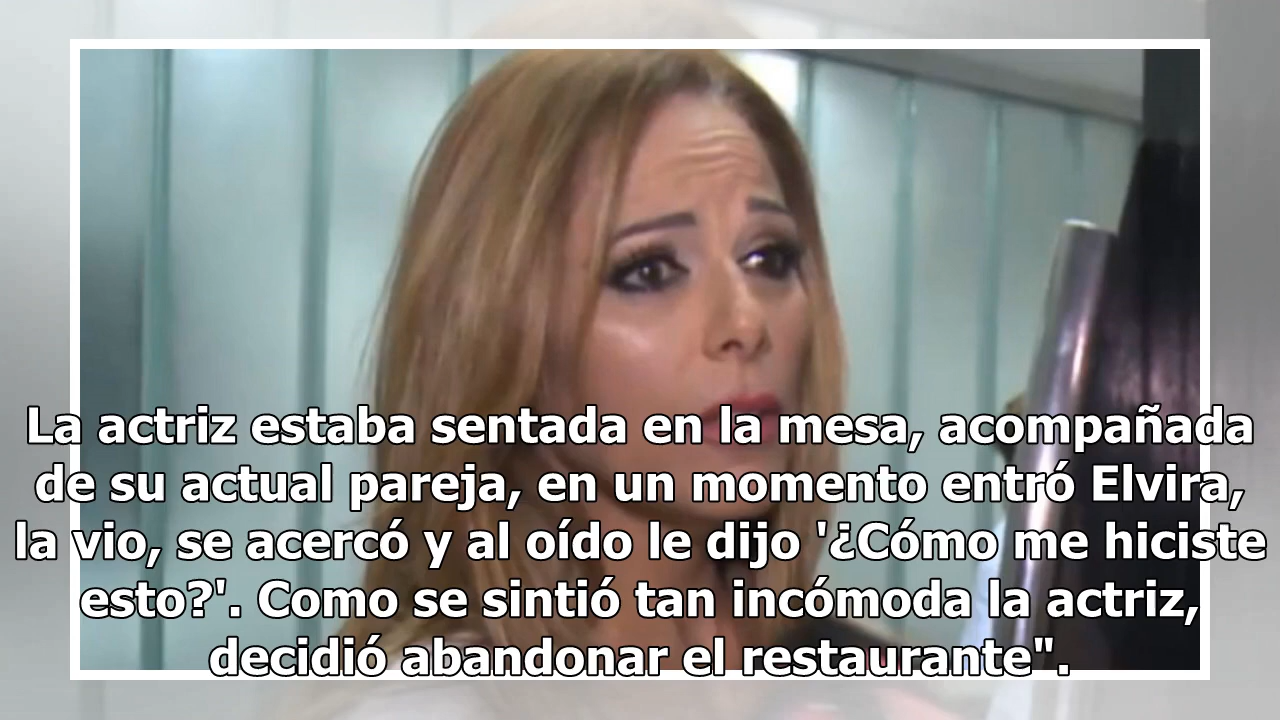 La actriz estaba sentada en la mesa, acompañada
de su actual pareja, en un momento entró Elvira,
la vio, se acercó y al oído le dijo '¿Cómo me hiciste
esto?'. Como se sintió tan incómoda la actriz,
decidió abandonar el restaurante".